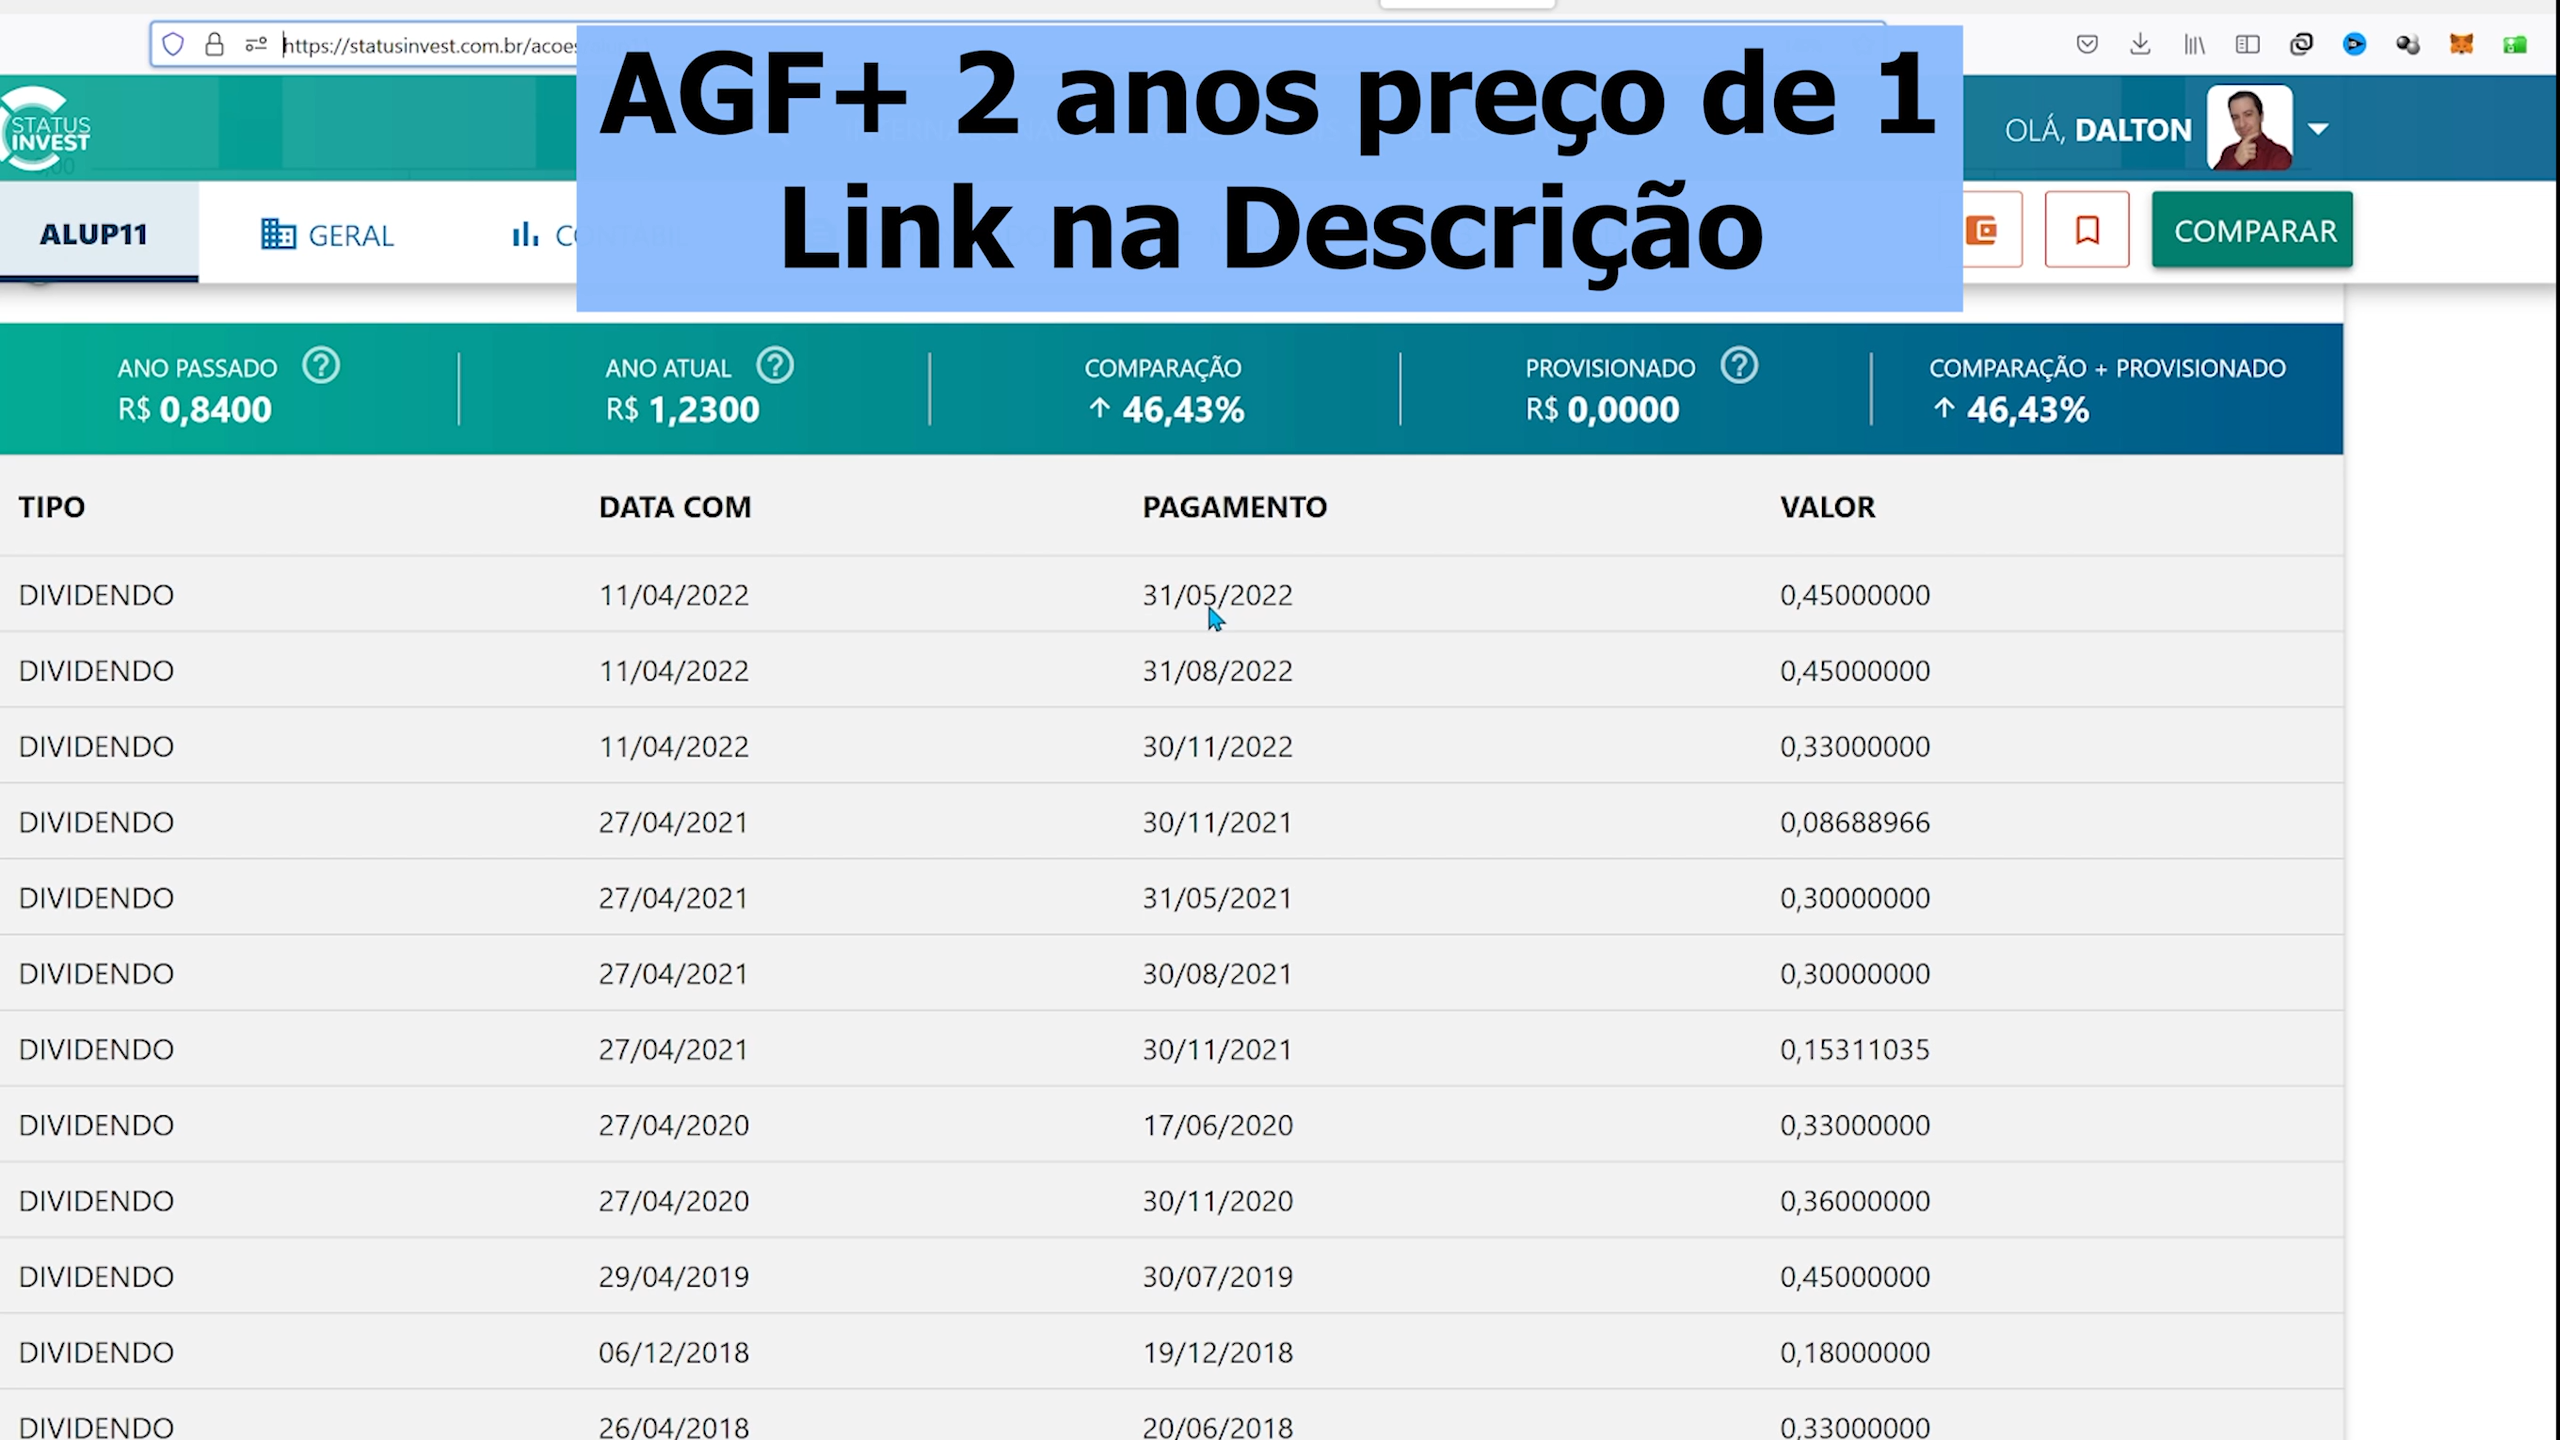 https://statusinvest.com.br/acoes
AGF+ 2 anos preço de 1
Link na Descrição
STATUS
INVEST
OLÁ, DALTON
ALUP11
GERAL
COMPARAR
ANO PASSADO
R$ 0,8400
ANO ATUAL
R$ 1,2300
COMPARAÇÃO
↑ 46,43%
PROVISIONADO
R$ 0,0000
COMPARAÇÃO + PROVISIONADO
↑ 46,43%
TIPO DATA COM PAGAMENTO VALOR
DIVIDENDO 11/04/2022 31/05/2022 0,45000000
DIVIDENDO 11/04/2022 31/08/2022 0,45000000
DIVIDENDO 11/04/2022 30/11/2022 0,33000000
DIVIDENDO 27/04/2021 30/11/2021 0,08688966
DIVIDENDO 27/04/2021 31/05/2021 0,30000000
DIVIDENDO 27/04/2021 30/08/2021 0,30000000
DIVIDENDO 27/04/2021 30/11/2021 0,15311035
DIVIDENDO 27/04/2020 17/06/2020 0,33000000
DIVIDENDO 27/04/2020 30/11/2020 0,36000000
DIVIDENDO 29/04/2019 30/07/2019 0,45000000
DIVIDENDO 06/12/2018 19/12/2018 0,18000000
DIVIDENDO 26/04/2018 20/06/2018 0,33000000